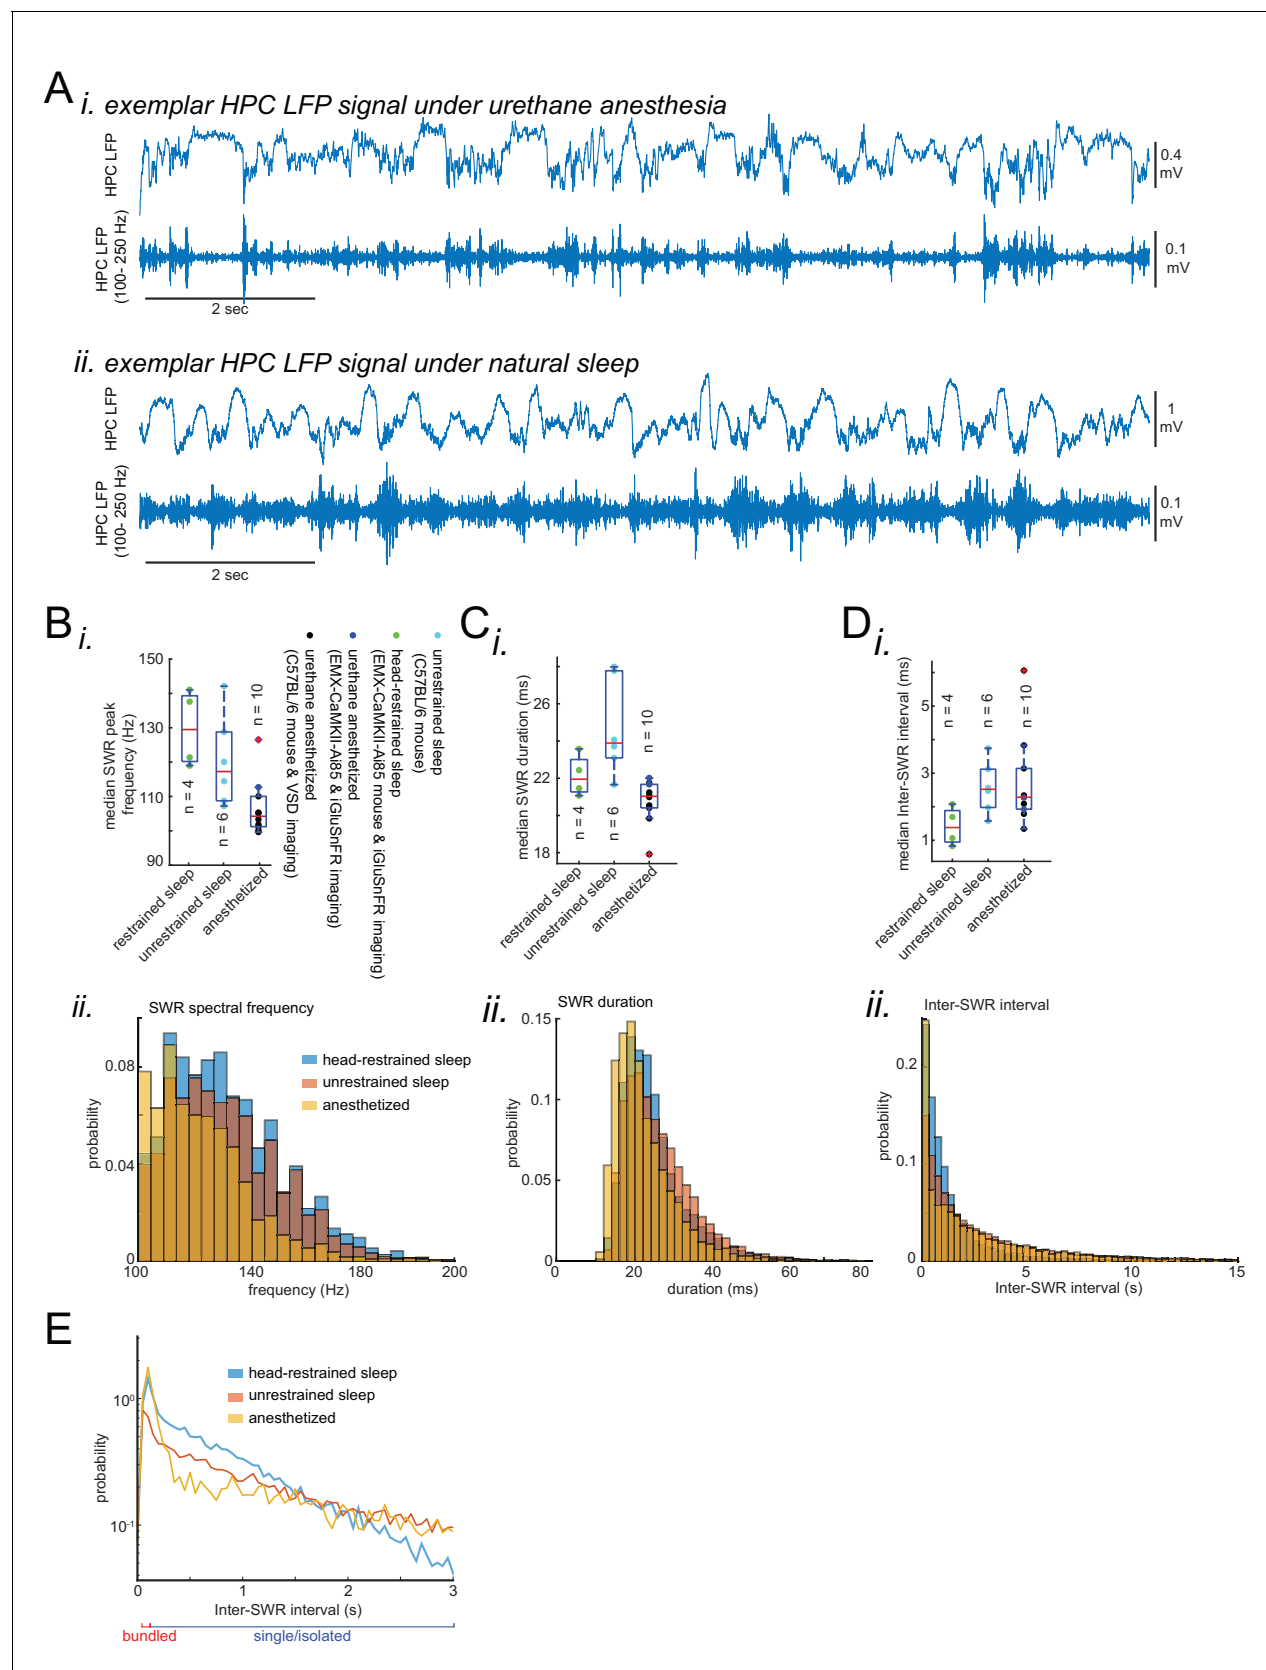 A
i. exemplar HPC LFP signal under urethane anesthesia
HPC LFP
0.4
mV
HPC LFP
(100- 250 Hz)
0.1
mV
2 sec
ii. exemplar HPC LFP signal under natural sleep
HPC LFP
1
mV
HPC LFP
(100- 250 Hz)
0.1
mV
2 sec
B
i.
median SWR peak
frequency (Hz)
150
130
110
90
n = 4
n = 6
n = 10
restrained sleep
unrestrained sleep
anesthetized
unrestrained sleep
(C57BL/6 mouse)
head-restrained sleep
(EMX-CaMKII-Ai85 mouse & iGluSnFR imaging)
urethane anesthetized
(EMX-CaMKII-Ai85 & iGluSnFR imaging)
urethane anesthetized
(C57BL/6 mouse & VSD imaging)
C
i.
median SWR duration (ms)
26
22
18
n = 4
n = 6
n = 10
restrained sleep
unrestrained sleep
anesthetized
D
i.
median Inter-SWR interval (ms)
5
3
1
n = 4
n = 6
n = 10
restrained sleep
unrestrained sleep
anesthetized
ii.
SWR spectral frequency
probability
0.08
0.04
0
100
140
180
200
frequency (Hz)
head-restrained sleep
unrestrained sleep
anesthetized
ii.
SWR duration
probability
0.15
0.1
0.05
0
0
20
40
60
80
duration (ms)
ii.
Inter-SWR interval
probability
0.2
0.1
0
0
5
10
15
Inter-SWR interval (s)
E
probability
10⁰
10⁻¹
head-restrained sleep
unrestrained sleep
anesthetized
0
1
2
3
Inter-SWR interval (s)
bundled
single/isolated